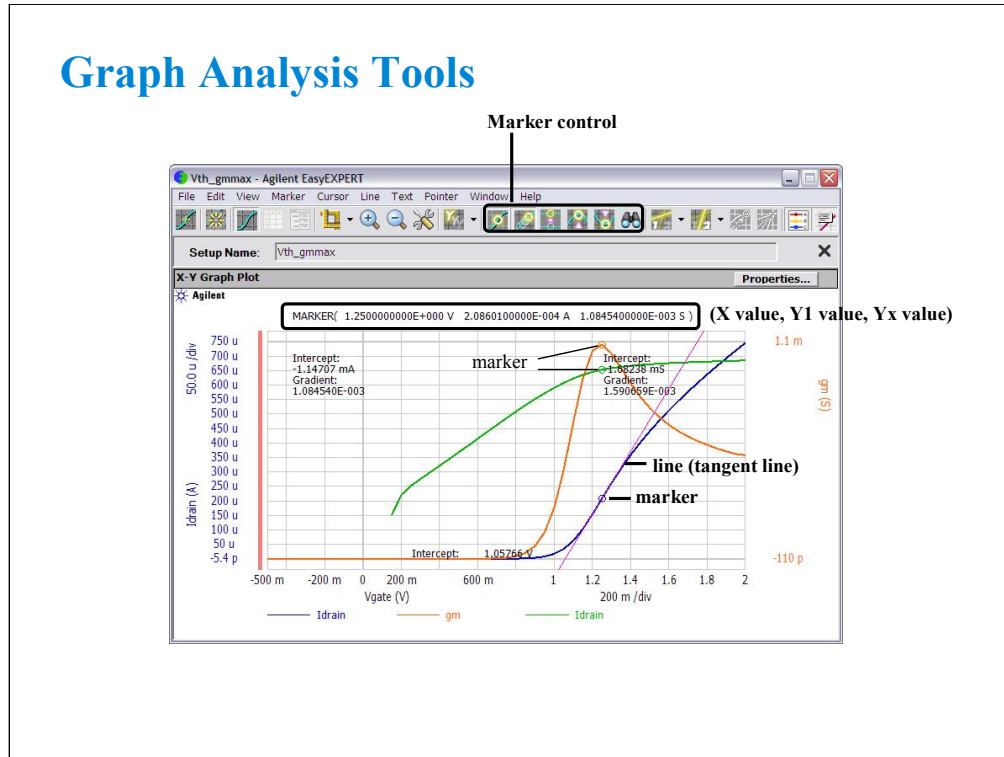 Graph Analysis Tools
Marker control
Vth_gmmax - Agilent EasyEXPERT
File Edit View Marker Cursor Line Text Pointer Window Help
Setup Name: Vth_gmmax
X-Y Graph Plot
Properties...
Agilent
MARKER( 1.2500000000E+000 V 2.0860100000E-004 A 1.0845400000E-003 S )
(X value, Y1 value, Yx value)
50.0 u /div
Idrain (A)
750 u
700 u
650 u
600 u
550 u
500 u
450 u
400 u
350 u
300 u
250 u
200 u
150 u
100 u
50 u
-5.4 p
Intercept:
-1.14707 mA
Gradient:
1.084540E-003
marker
Intercept:
-1.68238 mS
Gradient:
1.590659E-003
1.1 m
gm (S)
-110 p
line (tangent line)
marker
Intercept: 1.05766 V
-500 m -200 m 0 200 m 600 m 1 1.2 1.4 1.6 1.8 2
Vgate (V)
200 m /div
Idrain gm Idrain